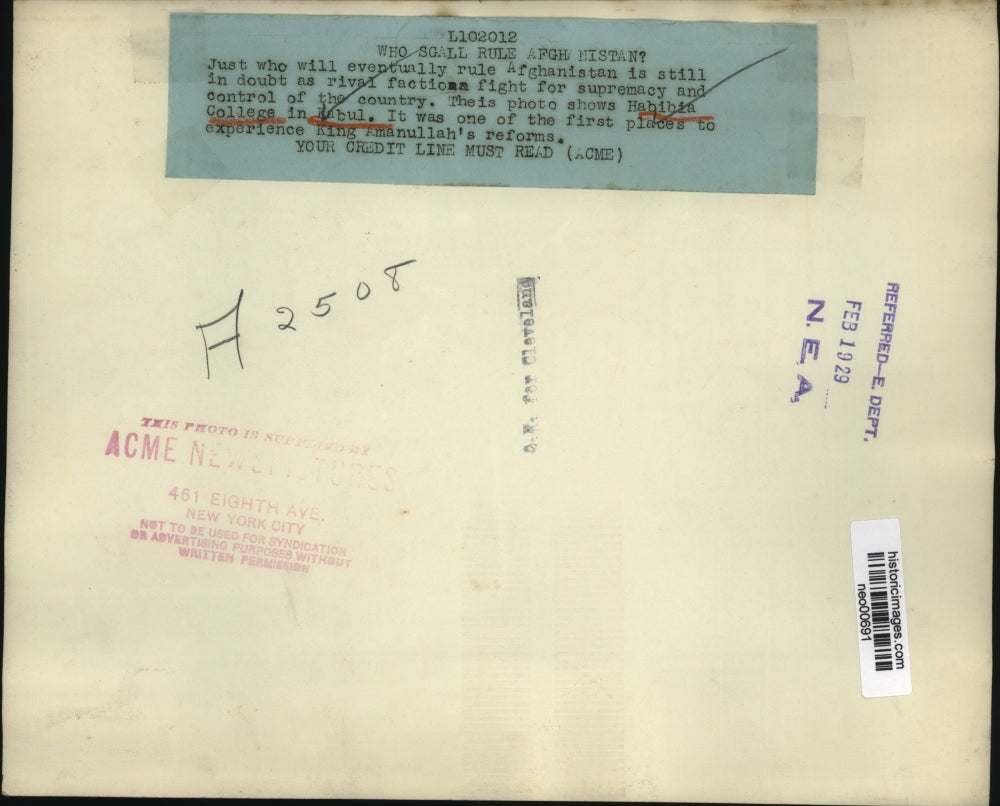 L102012
WHO SGALL RULE AFGH NISTAN?
Just who will eventually rule Afghanistan is still
in doubt as rival factions fight for supremacy and
control of the country. Theis photo shows Habibia
College in Kabul. It was one of the first places to
experience King Amanullah's reforms.
YOUR CREDIT LINE MUST READ (ACME)
A 2508
for Cleveland
REFERRED-E. DEPT.
FEB 1929
N. E. A.
THIS PHOTO IS SUPPLIED BY
ACME NEWSPICTURES
461 EIGHTH AVE.
NEW YORK CITY
NOT TO BE USED FOR SYNDICATION
OR ADVERTISING PURPOSES WITHOUT
WRITTEN PERMISSION
historicimages.com
neo00691